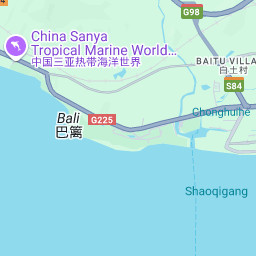 G98
China Sanya
Tropical Marine World...
中国三亚热带海洋世界
BAITU VILLA
白土村
S84
Chonghuihe
Bali
巴篱
G225
Shaoqigang